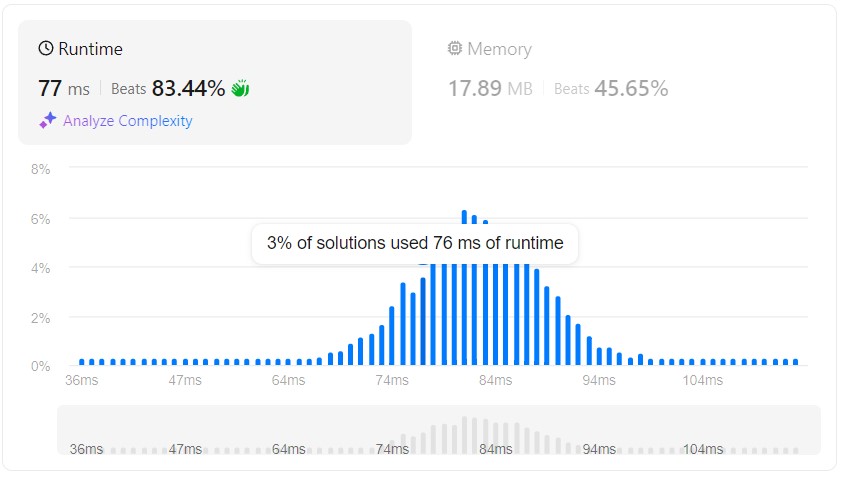 Runtime
77 ms Beats 83.44%
Analyze Complexity
Memory
17.89 MB Beats 45.65%
8%
6%
3% of solutions used 76 ms of runtime
4%
2%
0%
36ms 47ms 64ms 74ms 84ms 94ms 104ms
36ms 47ms 64ms 74ms 84ms 94ms 104ms